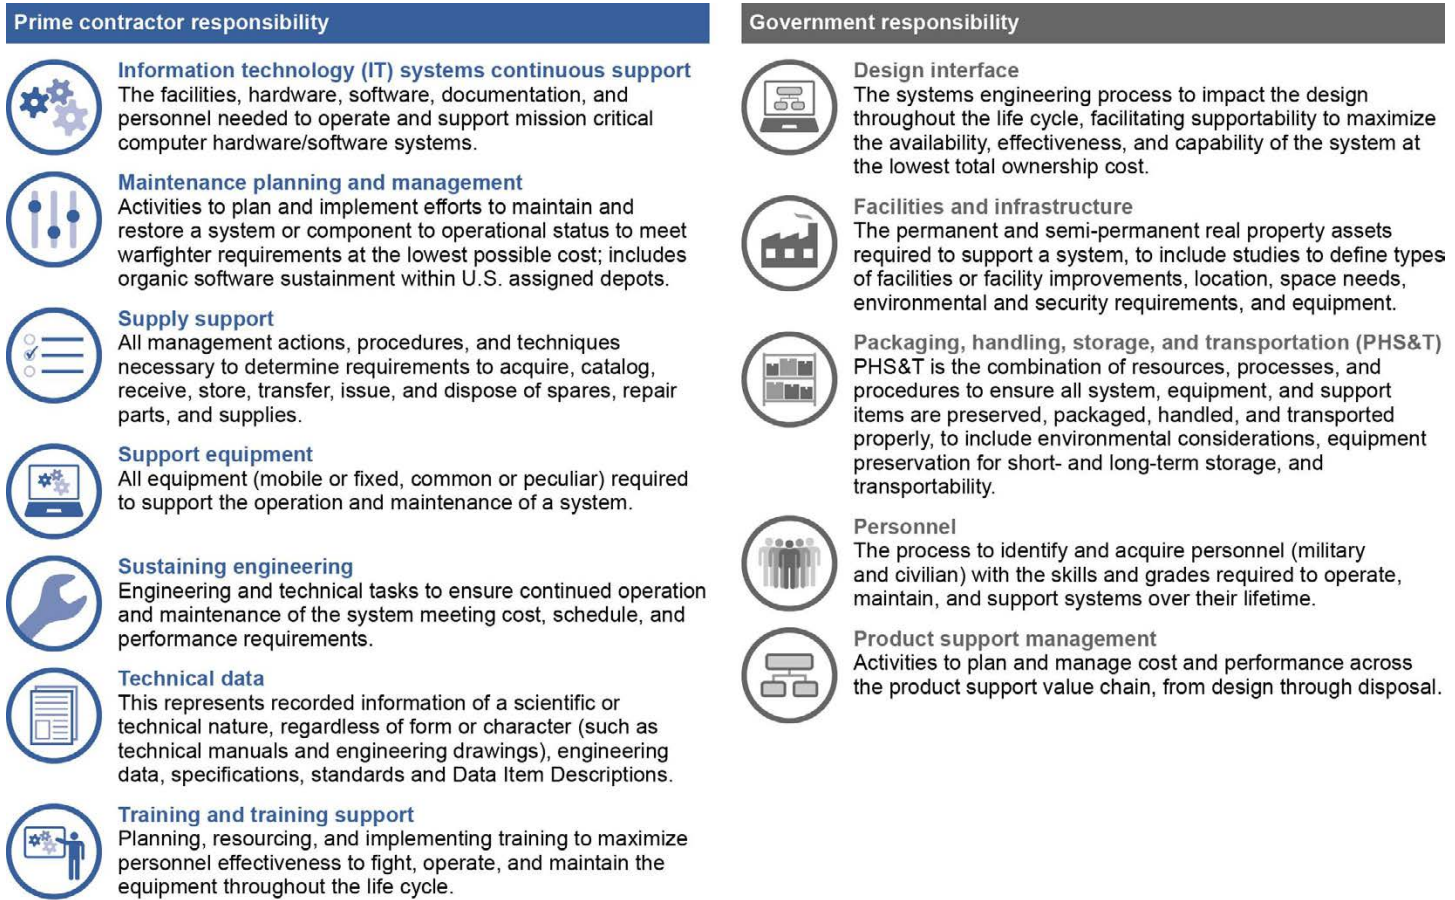 Prime contractor responsibility
Information technology (IT) systems continuous support
The facilities, hardware, software, documentation, and
personnel needed to operate and support mission critical
computer hardware/software systems.
Maintenance planning and management
Activities to plan and implement efforts to maintain and
restore a system or component to operational status to meet
warfighter requirements at the lowest possible cost; includes
organic software sustainment within U.S. assigned depots.
Supply support
All management actions, procedures, and techniques
necessary to determine requirements to acquire, catalog,
receive, store, transfer, issue, and dispose of spares, repair
parts, and supplies.
Support equipment
All equipment (mobile or fixed, common or peculiar) required
to support the operation and maintenance of a system.
Sustaining engineering
Engineering and technical tasks to ensure continued operation
and maintenance of the system meeting cost, schedule, and
performance requirements.
Technical data
This represents recorded information of a scientific or
technical nature, regardless of form or character (such as
technical manuals and engineering drawings), engineering
data, specifications, standards and Data Item Descriptions.
Training and training support
Planning, resourcing, and implementing training to maximize
personnel effectiveness to fight, operate, and maintain the
equipment throughout the life cycle.
Government responsibility
Design interface
The systems engineering process to impact the design
throughout the life cycle, facilitating supportability to maximize
the availability, effectiveness, and capability of the system at
the lowest total ownership cost.
Facilities and infrastructure
The permanent and semi-permanent real property assets
required to support a system, to include studies to define types
of facilities or facility improvements, location, space needs,
environmental and security requirements, and equipment.
Packaging, handling, storage, and transportation (PHS&T)
PHS&T is the combination of resources, processes, and
procedures to ensure all system, equipment, and support
items are preserved, packaged, handled, and transported
properly, to include environmental considerations, equipment
preservation for short- and long-term storage, and
transportability.
Personnel
The process to identify and acquire personnel (military
and civilian) with the skills and grades required to operate,
maintain, and support systems over their lifetime.
Product support management
Activities to plan and manage cost and performance across
the product support value chain, from design through disposal.